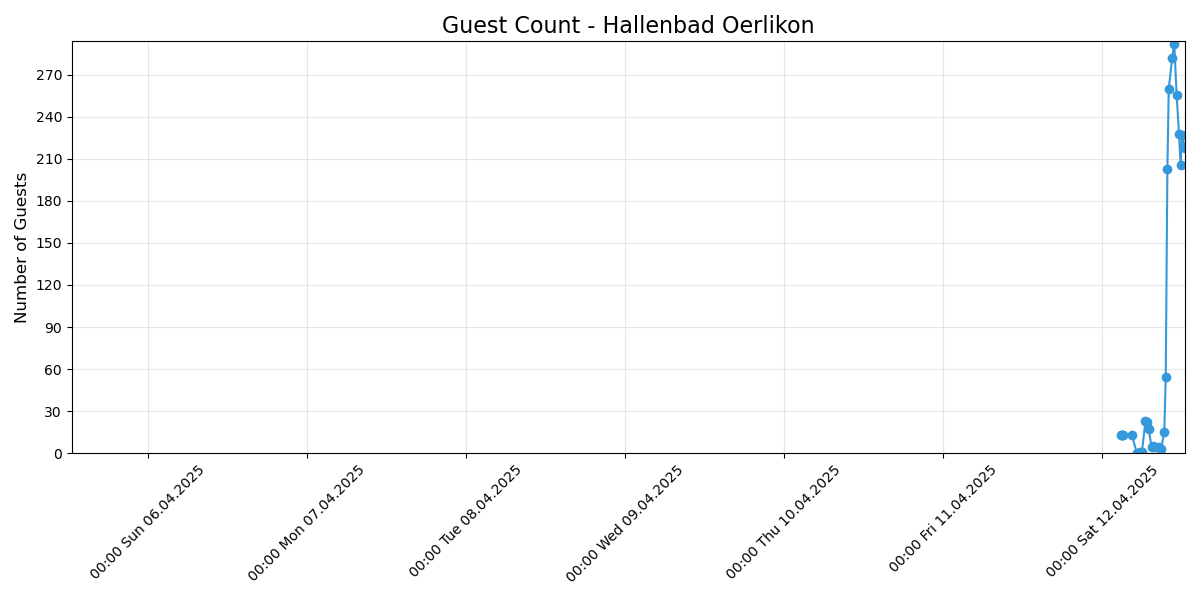 Guest Count - Hallenbad Oerlikon
Number of Guests
270
240
210
180
150
120
90
60
30
0
00:00 Sun 06.04.2025
00:00 Mon 07.04.2025
00:00 Tue 08.04.2025
00:00 Wed 09.04.2025
00:00 Thu 10.04.2025
00:00 Fri 11.04.2025
00:00 Sat 12.04.2025